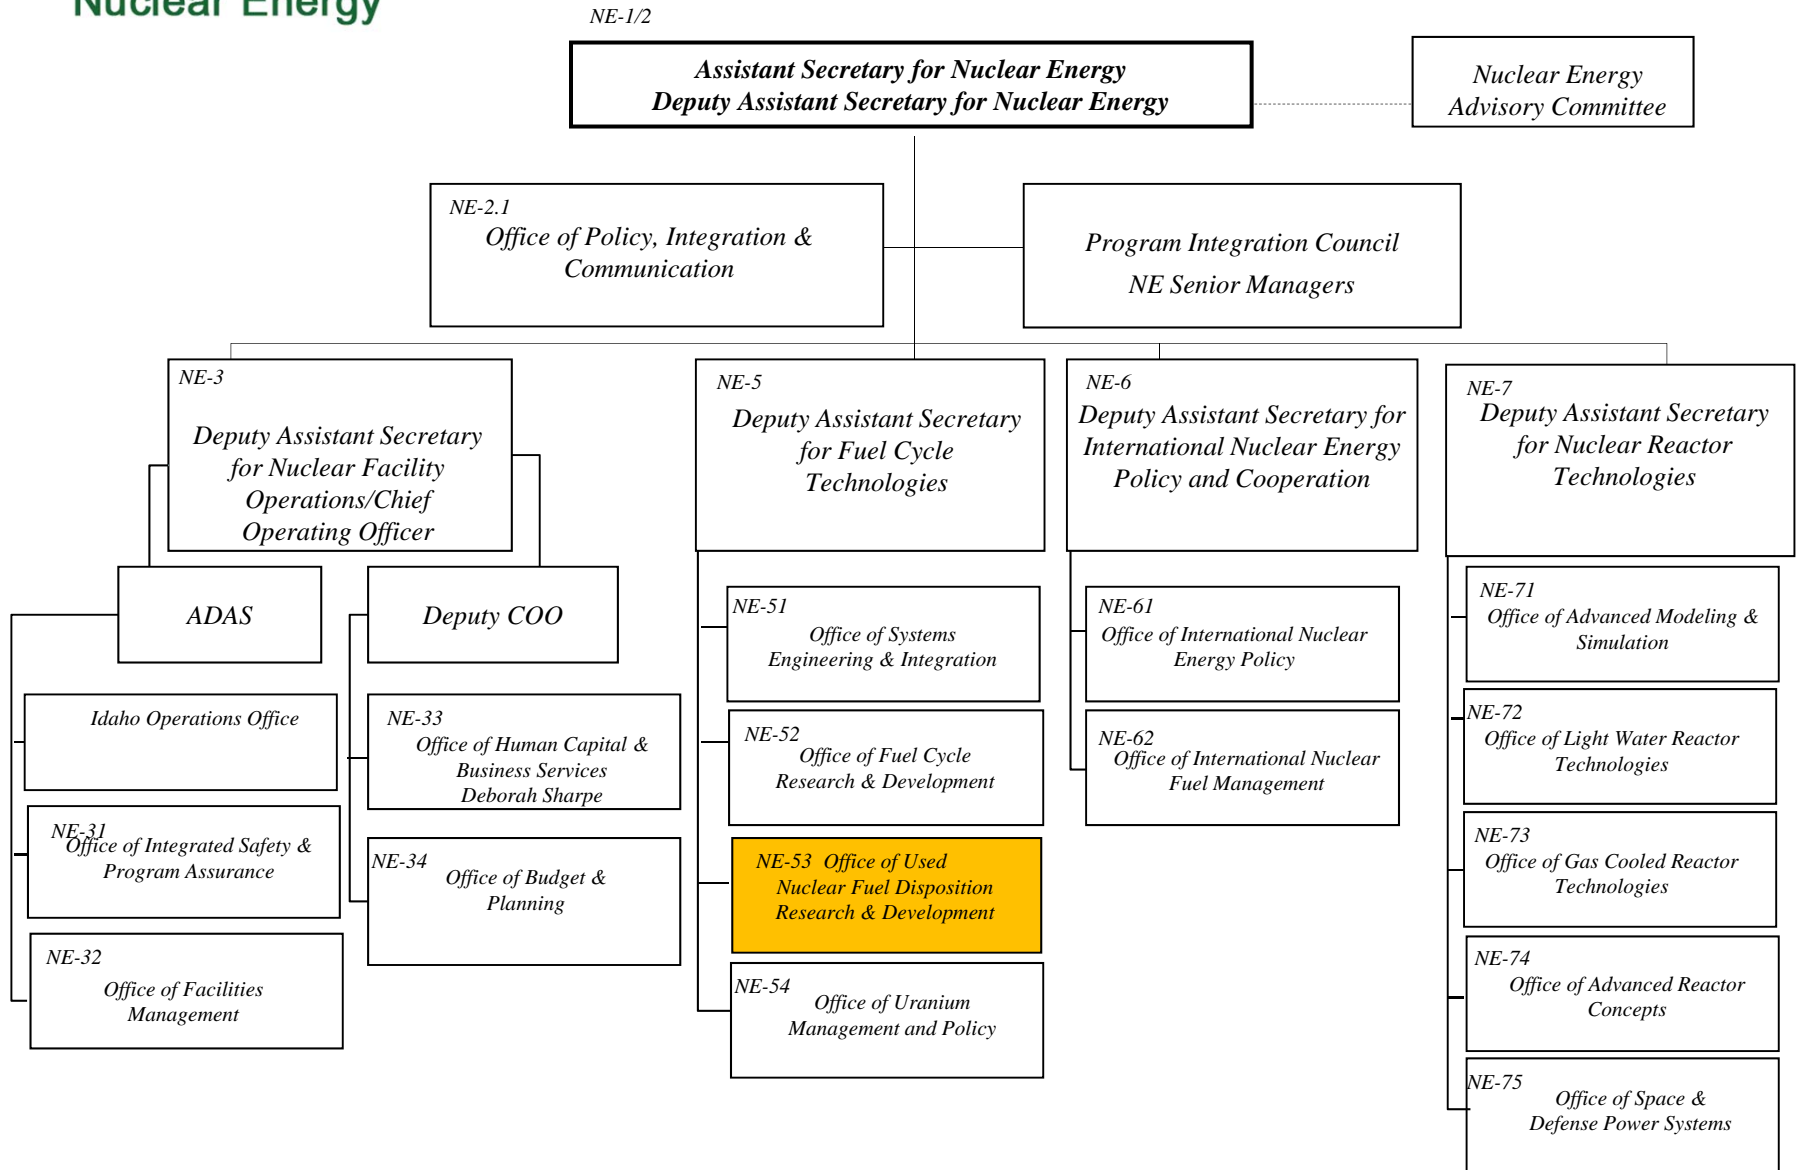 Nuclear Energy
NE-1/2
Assistant Secretary for Nuclear Energy
Deputy Assistant Secretary for Nuclear Energy
Nuclear Energy
Advisory Committee
NE-2.1
Office of Policy, Integration &
Communication
Program Integration Council
NE Senior Managers
NE-3
Deputy Assistant Secretary
for Nuclear Facility
Operations/Chief
Operating Officer
ADAS
Deputy COO
Idaho Operations Office
NE-31
Office of Integrated Safety &
Program Assurance
NE-32
Office of Facilities
Management
NE-33
Office of Human Capital &
Business Services
Deborah Sharpe
NE-34
Office of Budget &
Planning
NE-5
Deputy Assistant Secretary
for Fuel Cycle
Technologies
NE-51
Office of Systems
Engineering & Integration
NE-52
Office of Fuel Cycle
Research & Development
NE-53 Office of Used
Nuclear Fuel Disposition
Research & Development
NE-54
Office of Uranium
Management and Policy
NE-6
Deputy Assistant Secretary for
International Nuclear Energy
Policy and Cooperation
NE-61
Office of International Nuclear
Energy Policy
NE-62
Office of International Nuclear
Fuel Management
NE-7
Deputy Assistant Secretary
for Nuclear Reactor
Technologies
NE-71
Office of Advanced Modeling &
Simulation
NE-72
Office of Light Water Reactor
Technologies
NE-73
Office of Gas Cooled Reactor
Technologies
NE-74
Office of Advanced Reactor
Concepts
NE-75
Office of Space &
Defense Power Systems